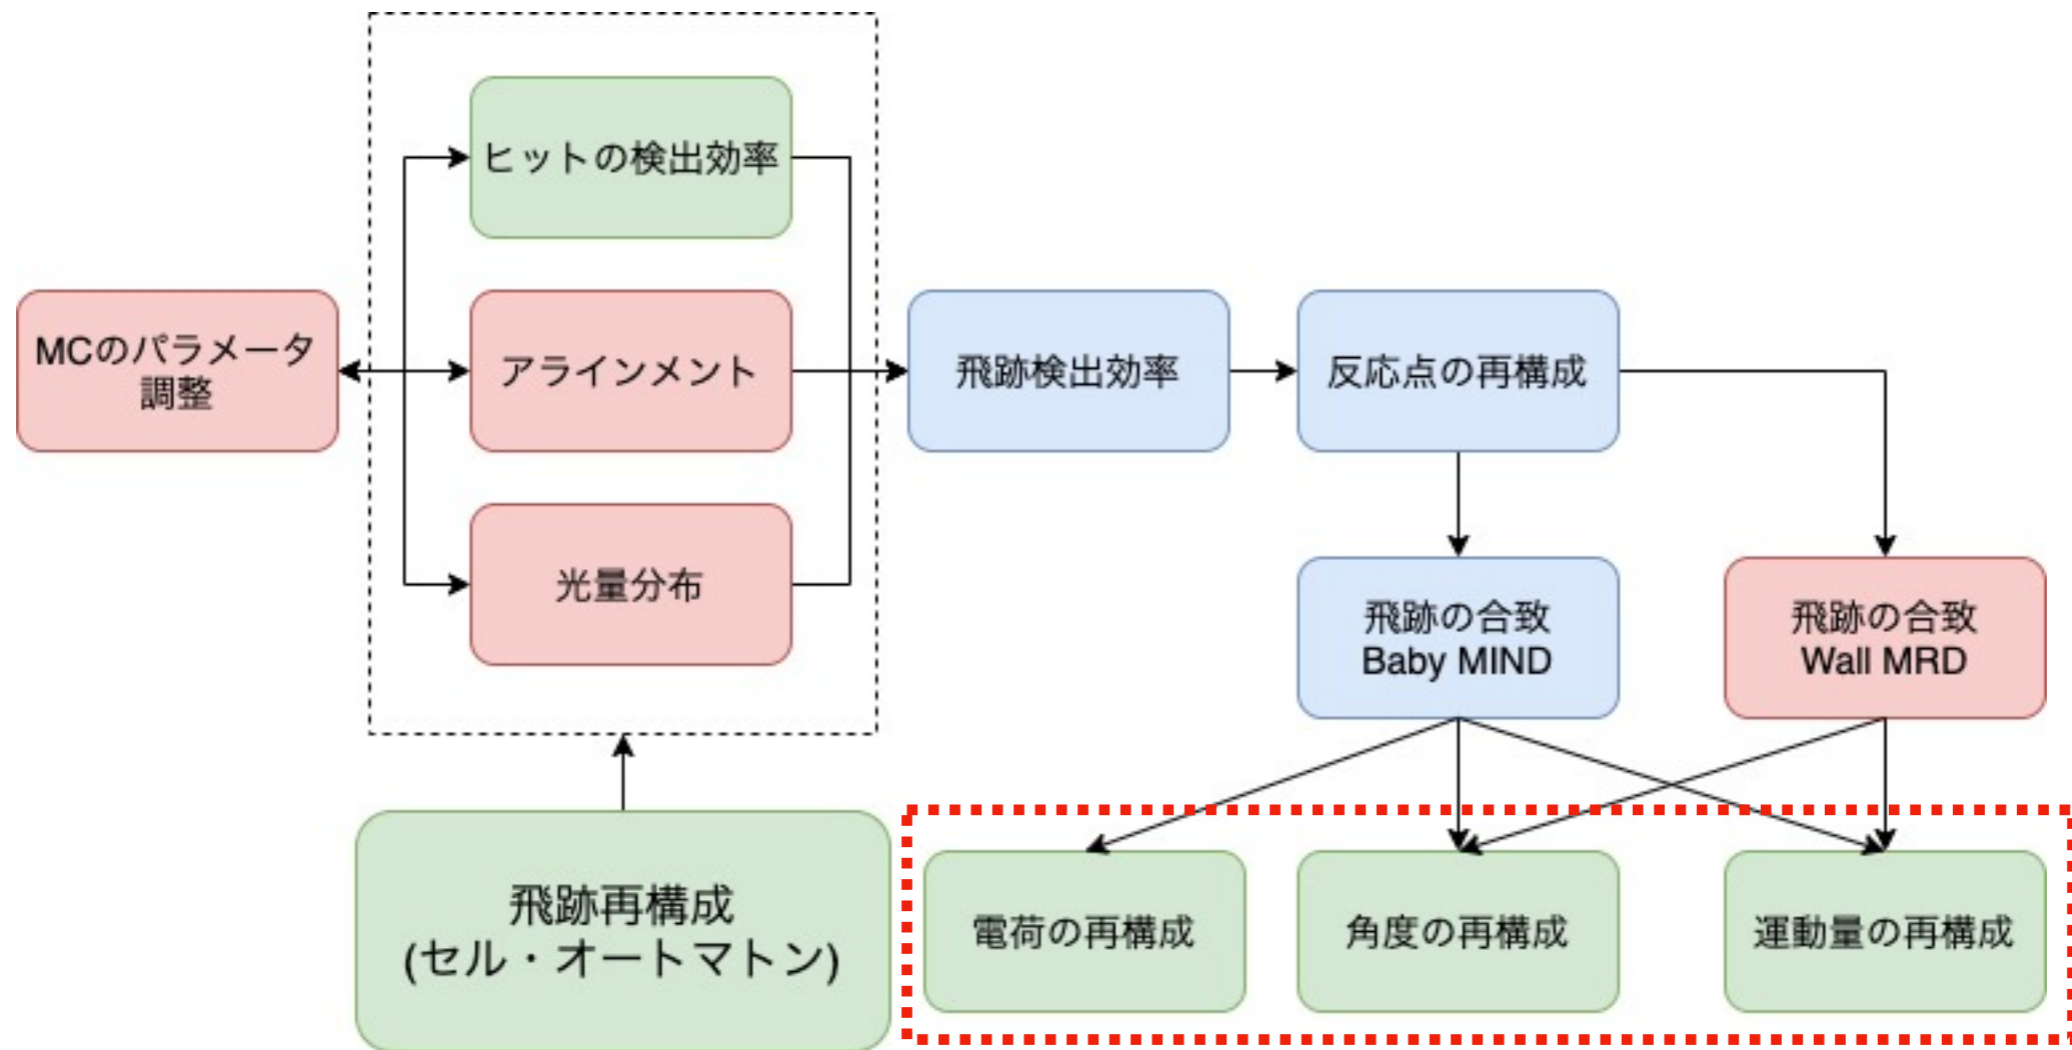 ヒットの検出効率
MCのパラメータ
調整
アラインメント
飛跡検出効率
反応点の再構成
光量分布
飛跡の合致
Baby MIND
飛跡の合致
Wall MRD
飛跡再構成
(セル・オートマトン)
電荷の再構成
角度の再構成
運動量の再構成